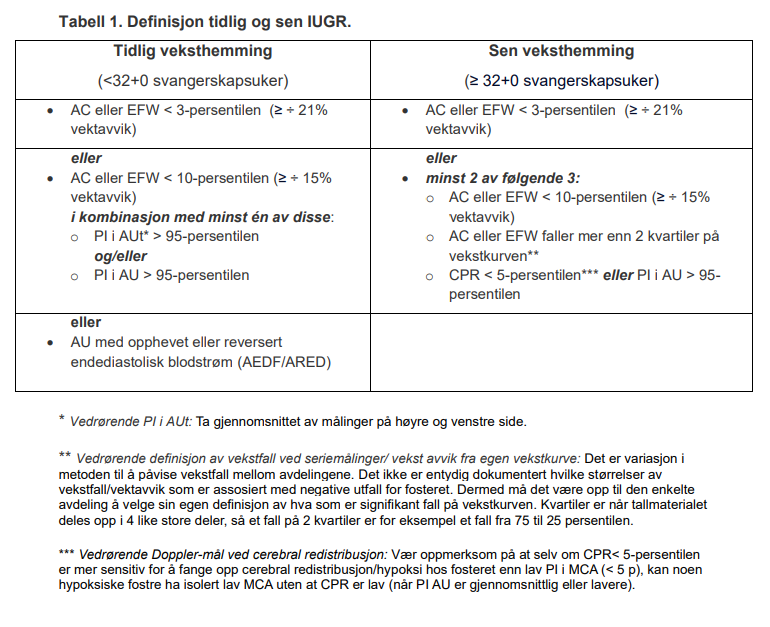 Tabell 1. Definisjon tidlig og sen IUGR.
Tidlig veksthemming
(<32+0 svangerskapsuker)
Sen veksthemming
(≥ 32+0 svangerskapsuker)
• AC eller EFW < 3-persentilen (≥ ÷ 21%
vektavvik)
• AC eller EFW < 3-persentilen (≥ ÷ 21%
vektavvik)
eller
• AC eller EFW < 10-persentilen (≥ ÷ 15%
vektavvik)
i kombinasjon med minst én av disse:
o PI i AUt* > 95-persentilen
og/eller
o PI i AU > 95-persentilen
eller
• minst 2 av følgende 3:
o AC eller EFW < 10-persentilen (≥ ÷ 15%
vektavvik)
o AC eller EFW faller mer enn 2 kvartiler på
vekstkurven**
o CPR < 5-persentilen*** eller PI i AU > 95-
persentilen
eller
• AU med opphevet eller reversert
endediastolisk blodstrøm (AEDF/ARED)
* Vedrørende PI i AUt: Ta gjennomsnittet av målinger på høyre og venstre side.
** Vedrørende definisjon av vekstfall ved seriemålinger/ vekst avvik fra egen vekstkurve: Det er variasjon i
metoden til å påvise vekstfall mellom avdelingene. Det ikke er entydig dokumentert hvilke størrelser av
vekstfall/vektavvik som er assosiert med negative utfall for fosteret. Dermed må det være opp til den enkelte
avdeling å velge sin egen definisjon av hva som er signifikant fall på vekstkurven. Kvartiler er når tallmaterialet
deles opp i 4 like store deler, så et fall på 2 kvartiler er for eksempel et fall fra 75 til 25 persentilen.
*** Vedrørende Doppler-mål ved cerebral redistribusjon: Vær oppmerksom på at selv om CPR< 5-persentilen
er mer sensitiv for å fange opp cerebral redistribusjon/hypoksi hos fosteret enn lav PI i MCA (< 5 p), kan noen
hypoksiske fostre ha isolert lav MCA uten at CPR er lav (når PI AU er gjennomsnittlig eller lavere).